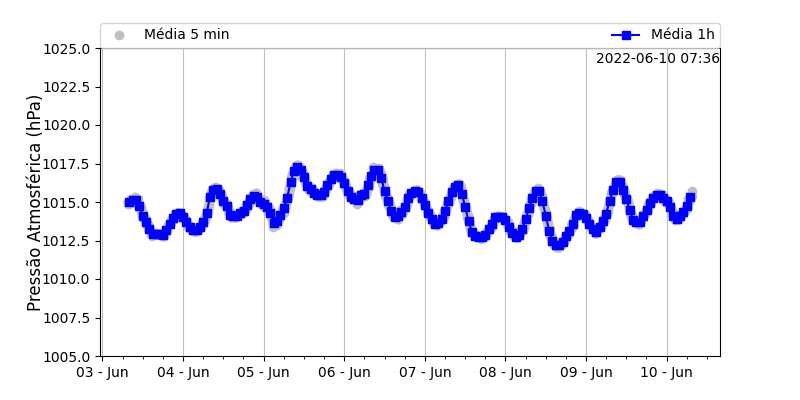 Média 5 min
Média 1h
2022-06-10 07:36
Pressão Atmosférica (hPa)
1025.0
1022.5
1020.0
1017.5
1015.0
1012.5
1010.0
1007.5
1005.0
03 - Jun
04 - Jun
05 - Jun
06 - Jun
07 - Jun
08 - Jun
09 - Jun
10 - Jun